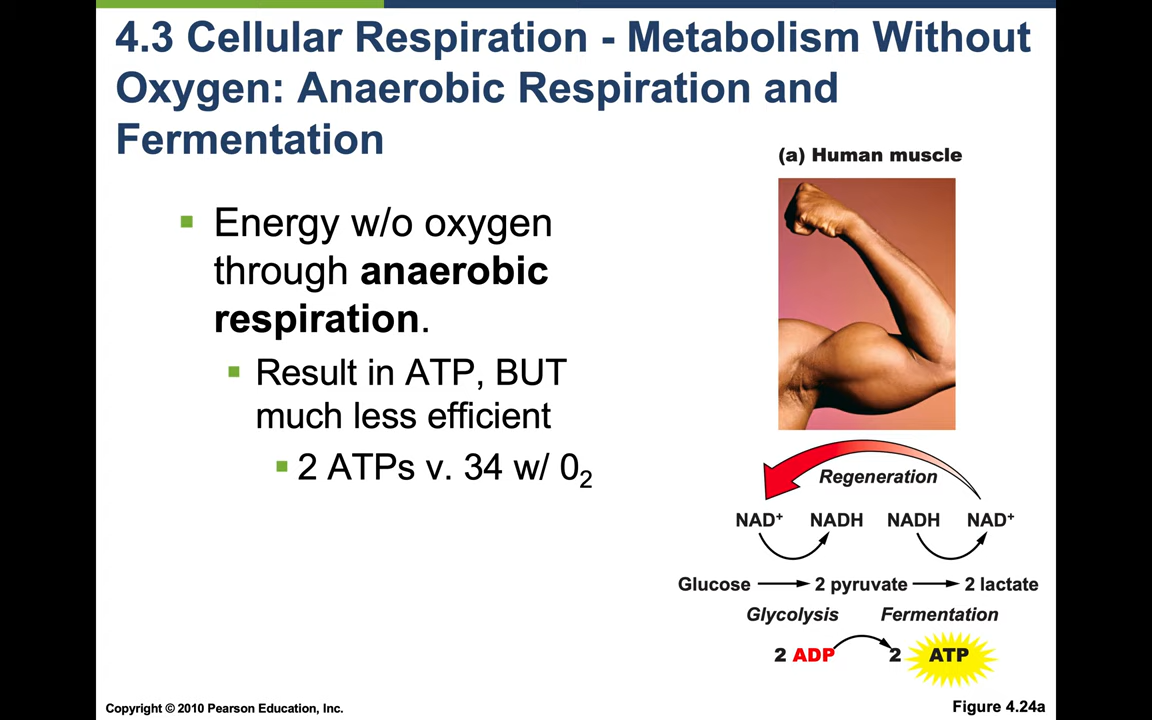 4.3 Cellular Respiration - Metabolism Without
Oxygen: Anaerobic Respiration and
Fermentation
(a) Human muscle
▪ Energy w/o oxygen
through anaerobic
respiration.
▪ Result in ATP, BUT
much less efficient
▪ 2 ATPs v. 34 w/ 0₂
Regeneration
NAD⁺ NADH NADH NAD⁺
Glucose → 2 pyruvate → 2 lactate
Glycolysis Fermentation
2 ADP 2 ATP
Copyright © 2010 Pearson Education, Inc.
Figure 4.24a